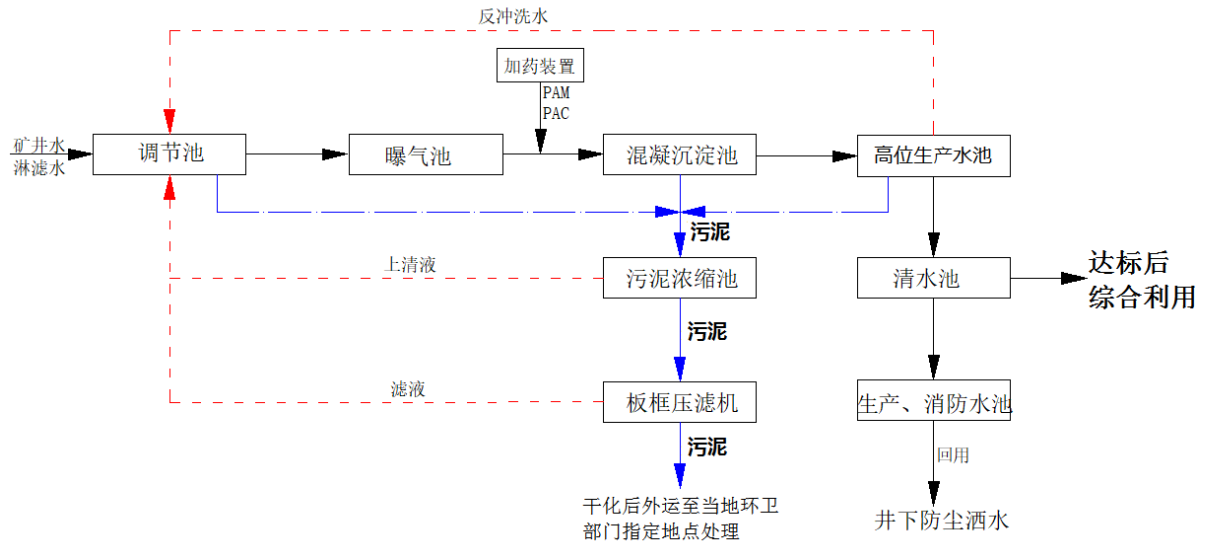 反冲洗水
加药装置
PAM
PAC
矿井水
淋滤水
调节池
曝气池
混凝沉淀池
高位生产水池
污泥
上清液
污泥浓缩池
清水池
达标后
综合利用
污泥
滤液
板框压滤机
生产、消防水池
污泥
回用
干化后外运至当地环卫
部门指定地点处理
井下防尘洒水